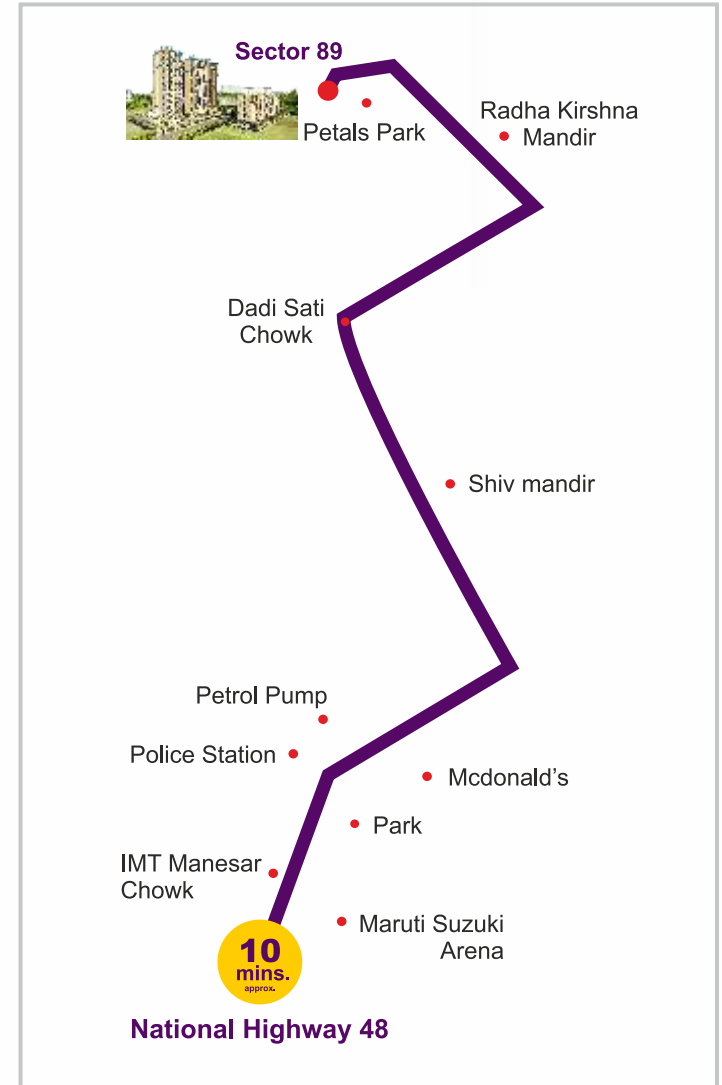 Sector 89
Petals Park
Radha Kirshna
Mandir
Dadi Sati
Chowk
Shiv mandir
Petrol Pump
Police Station
Mcdonald's
Park
IMT Manesar
Chowk
Maruti Suzuki
Arena
10
mins.
approx.
National Highway 48